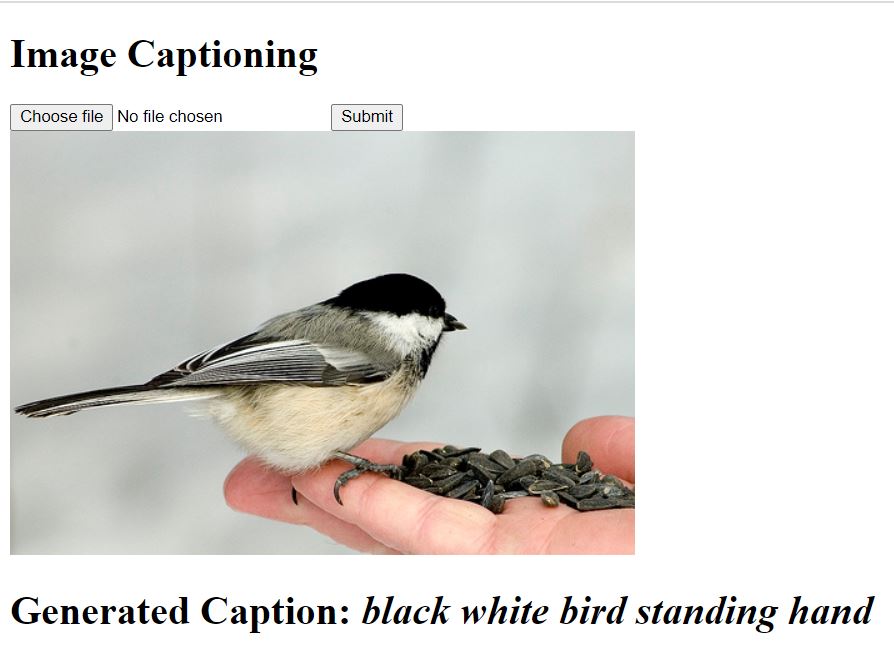 Image Captioning
Choose file No file chosen Submit
Generated Caption: black white bird standing hand